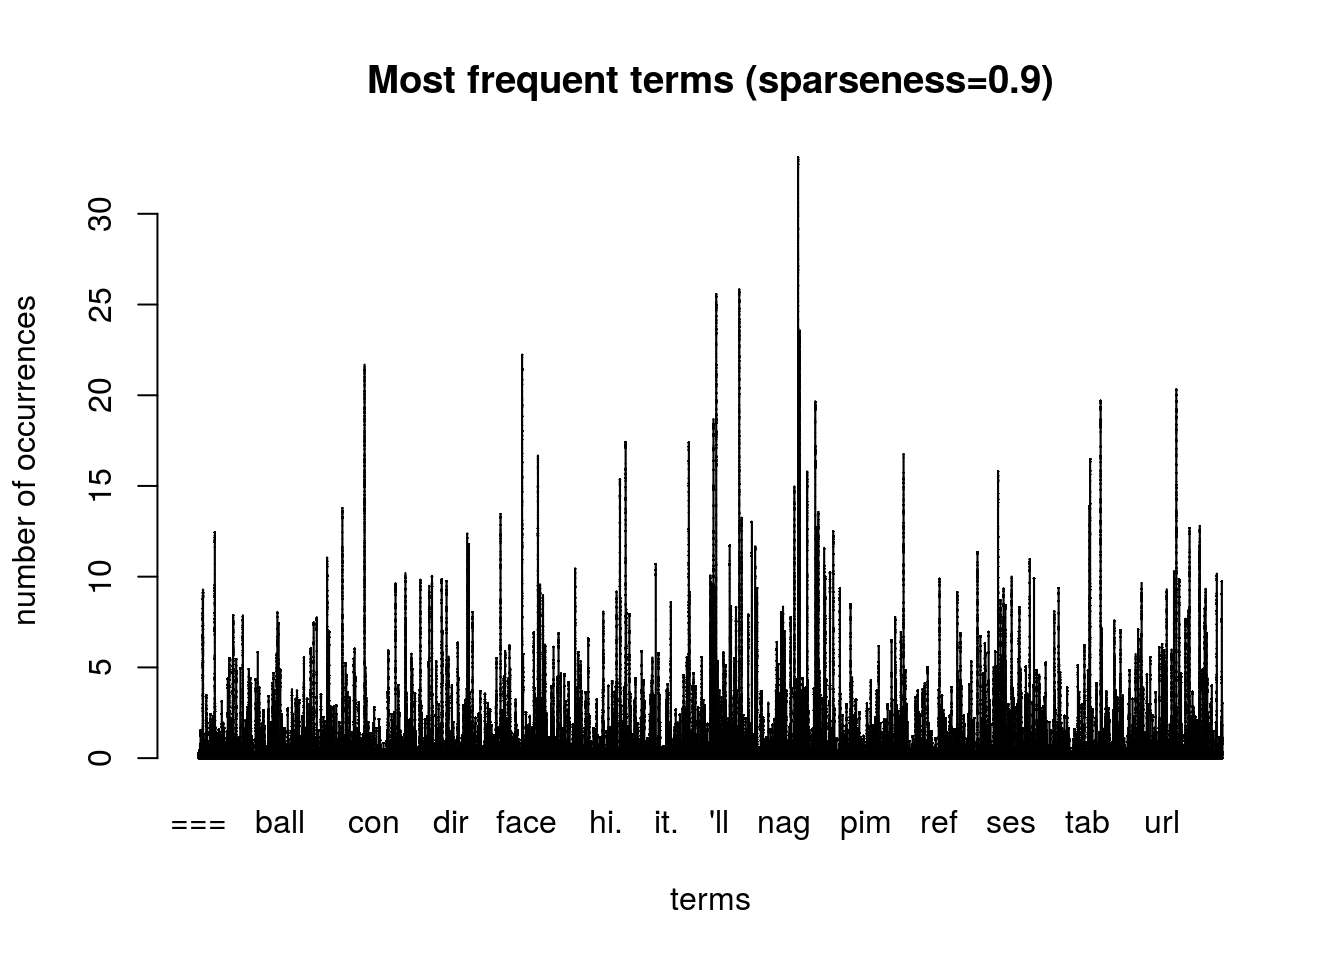 Most frequent terms (sparseness=0.9)
number of occurrences
30
25
20
15
10
5
0
=== ball con dir face hi. it. 'll nag pim ref ses tab url
terms